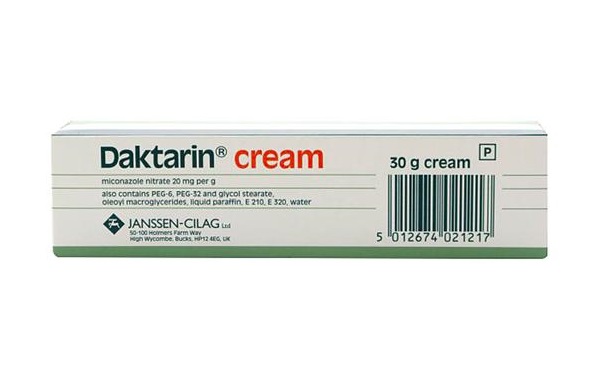 Daktarin® cream
miconazole nitrate 20 mg per g
also contains PEG-6, PEG-32 and glycol stearate,
oleoyl macroglycerides, liquid paraffin, E 210, E 320, water
JANSSEN-CILAG Ltd
50-100 Holmers Farm Way
High Wycombe, Bucks, HP12 4EG, UK
30 g cream P
5 012674 021217